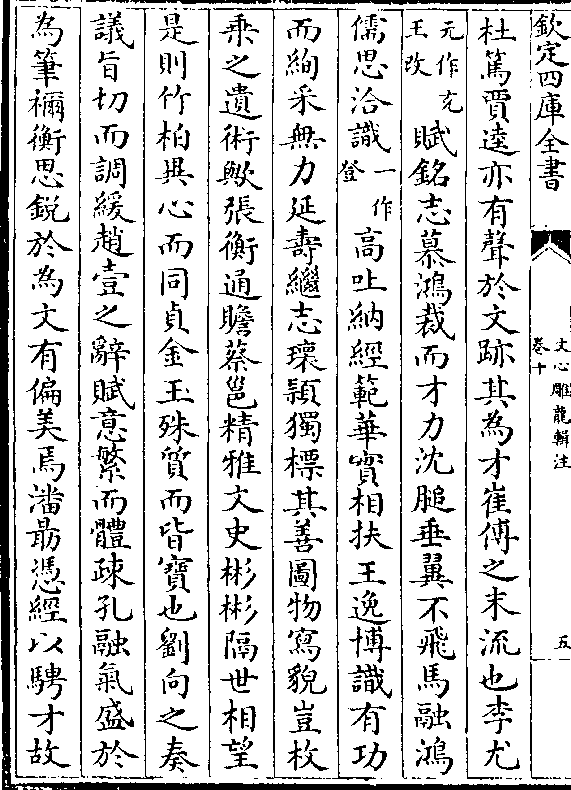 欽定四庫全書
文心雕龍輯注
卷十
五
杜篤賈逵亦有聲於文跡其為才崔傅之末流也李尤
元作充
王改
賦銘志慕鴻裁而才力沈膇垂翼不飛馬融鴻
儒思洽識
一作
登
高吐納經範華實相扶王逸博識有功
而絢采無力延壽繼志瓌穎獨標其善圖物寫貌豈枚
乗之遺術歟張衡通贍蔡邕精雅文史彬彬隔世相望
是則竹柏異心而同貞金玉殊質而皆寶也劉向之奏
議旨切而調緩趙壹之辭賦意繁而體疎孔融氣盛於
為筆禰衡思鋭於為文有偏美焉潘朂憑經以騁才故